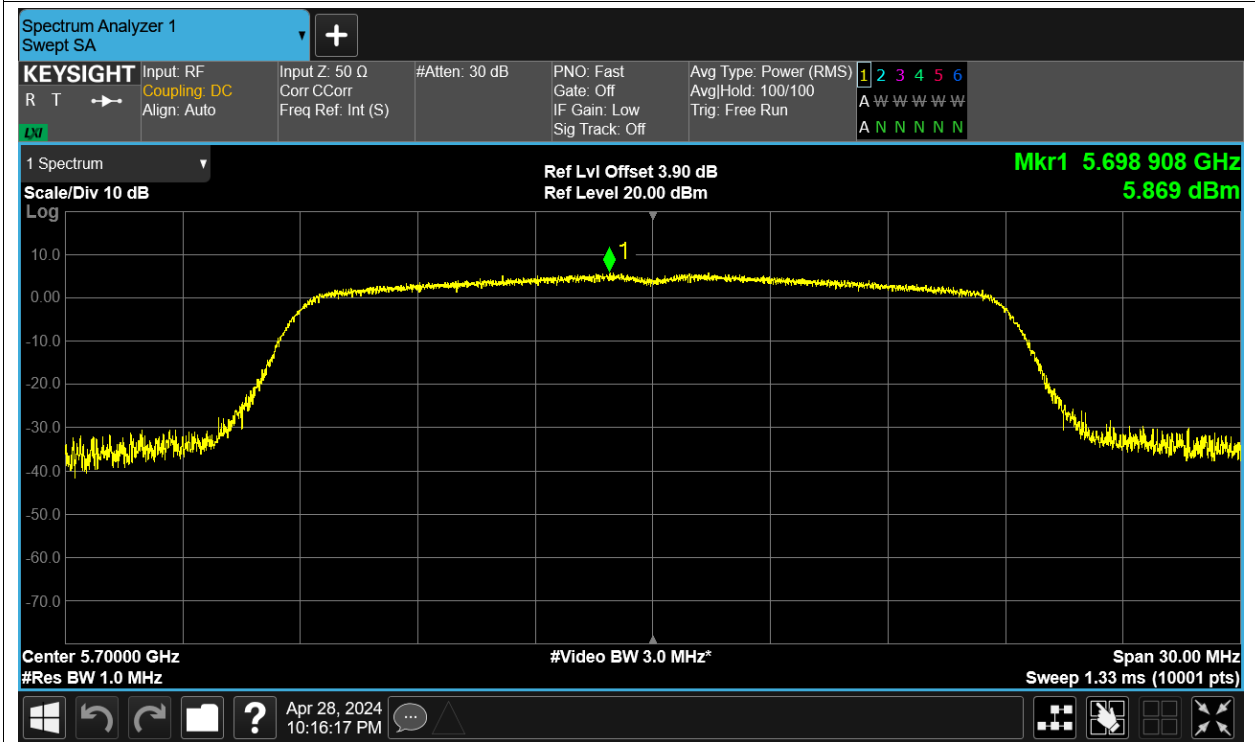 Spectrum Analyzer 1
Swept SA
KEYSIGHT
R T
LXI
Input: RF
Coupling: DC
Align: Auto
Input Z: 50 Ω
Corr CCorr
Freq Ref: Int (S)
#Atten: 30 dB
PNO: Fast
Gate: Off
IF Gain: Low
Sig Track: Off
Avg Type: Power (RMS)
Avg|Hold: 100/100
Trig: Free Run
1 2 3 4 5 6
A W W W W W
A N N N N N
1 Spectrum
Scale/Div 10 dB
Log
Ref Lvl Offset 3.90 dB
Ref Level 20.00 dBm
Mkr1 5.698 908 GHz
5.869 dBm
1
10.0
0.00
-10.0
-20.0
-30.0
-40.0
-50.0
-60.0
-70.0
Center 5.70000 GHz
#Res BW 1.0 MHz
#Video BW 3.0 MHz*
Span 30.00 MHz
Sweep 1.33 ms (10001 pts)
?
Apr 28, 2024
10:16:17 PM